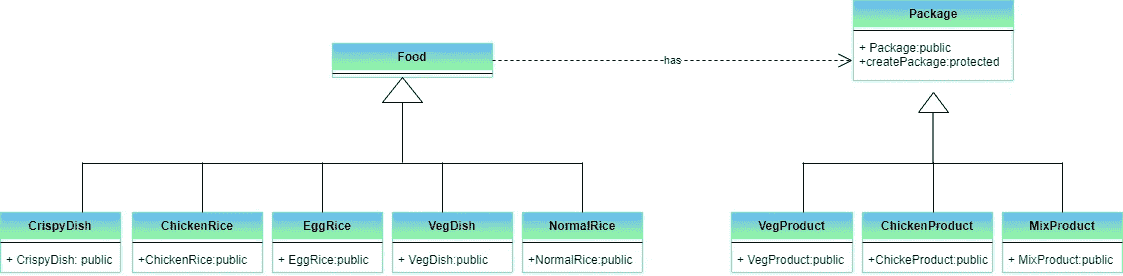 Package
+ Package:public
+createPackage:protected
Food
has
CrispyDish
+ CrispyDish: public
ChickenRice
+ChickenRice:public
EggRice
+ EggRice:public
VegDish
+ VegDish:public
NormalRice
+NormalRice:public
VegProduct
+ VegProduct:public
ChickenProduct
+ChickeProduct:public
MixProduct
+ MixProduct:public